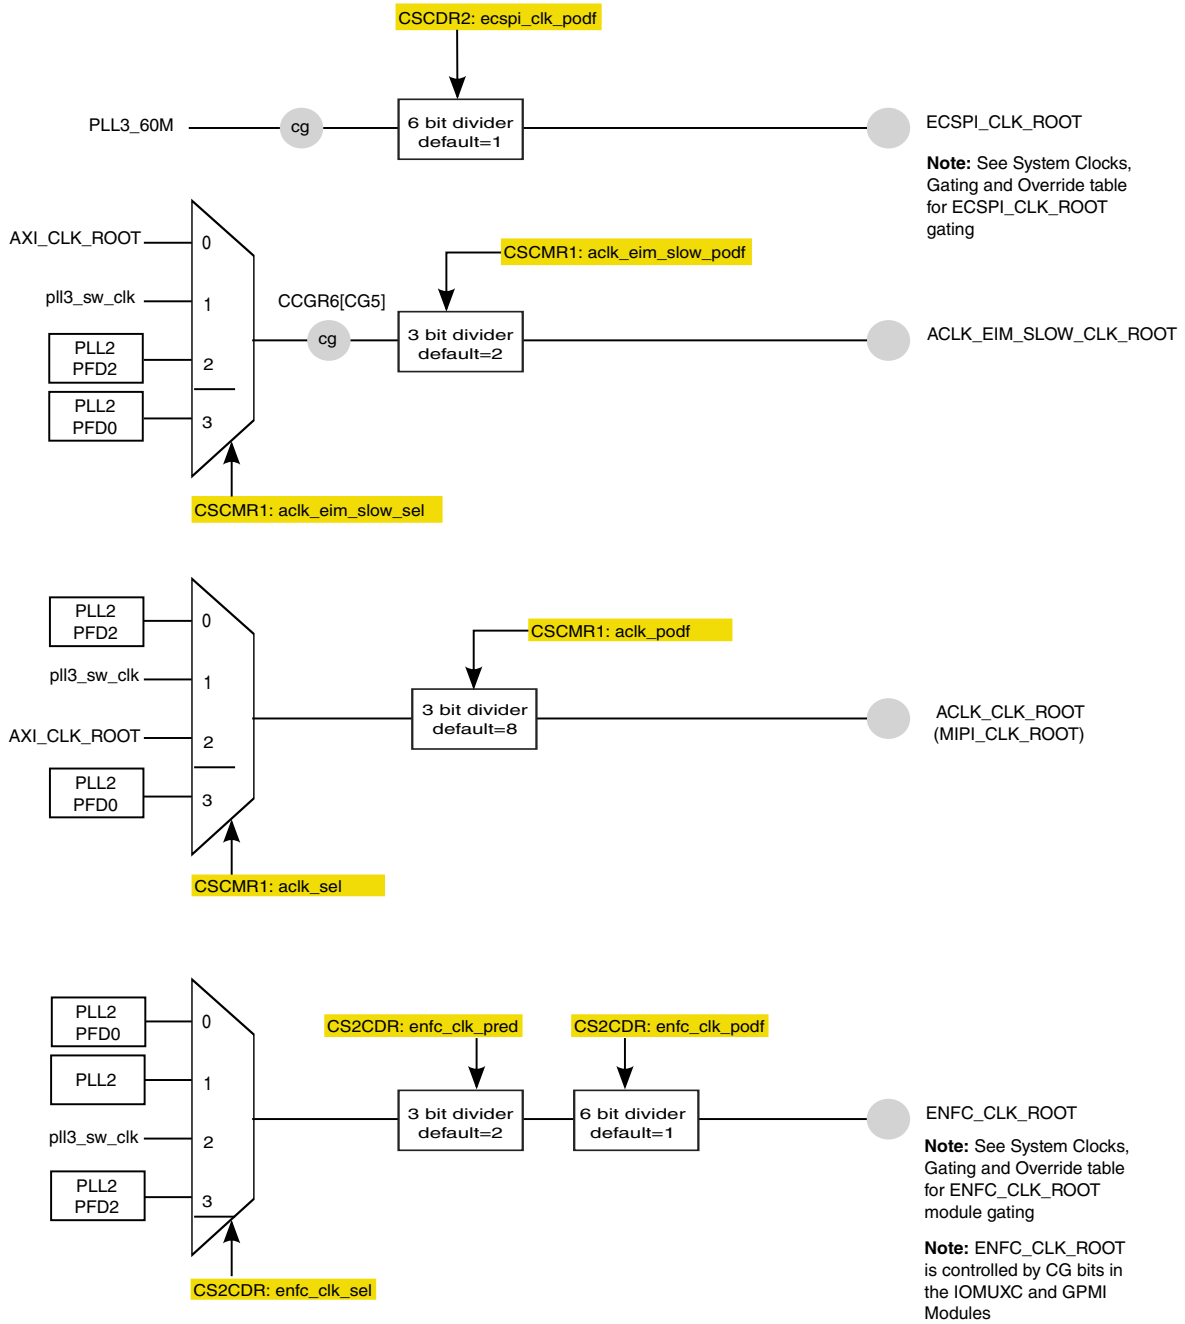 CSCDR2: ecspi_clk_podf
PLL3_60M
cg
6 bit divider
default=1
ECSPI_CLK_ROOT
Note: See System Clocks,
Gating and Override table
for ECSPI_CLK_ROOT
gating
AXI_CLK_ROOT
0
CSCMR1: aclk_eim_slow_podf
pll3_sw_clk
1
CCGR6[CG5]
cg
3 bit divider
default=2
ACLK_EIM_SLOW_CLK_ROOT
PLL2
PFD2
2
PLL2
PFD0
3
CSCMR1: aclk_eim_slow_sel
PLL2
PFD2
0
CSCMR1: aclk_podf
pll3_sw_clk
1
3 bit divider
default=8
ACLK_CLK_ROOT
(MIPI_CLK_ROOT)
AXI_CLK_ROOT
2
PLL2
PFD0
3
CSCMR1: aclk_sel
PLL2
PFD0
0
CS2CDR: enfc_clk_pred
CS2CDR: enfc_clk_podf
PLL2
1
3 bit divider
default=2
6 bit divider
default=1
ENFC_CLK_ROOT
pll3_sw_clk
2
Note: See System Clocks,
Gating and Override table
for ENFC_CLK_ROOT
module gating
PLL2
PFD2
3
Note: ENFC_CLK_ROOT
is controlled by CG bits in
the IOMUXC and GPMI
Modules
CS2CDR: enfc_clk_sel